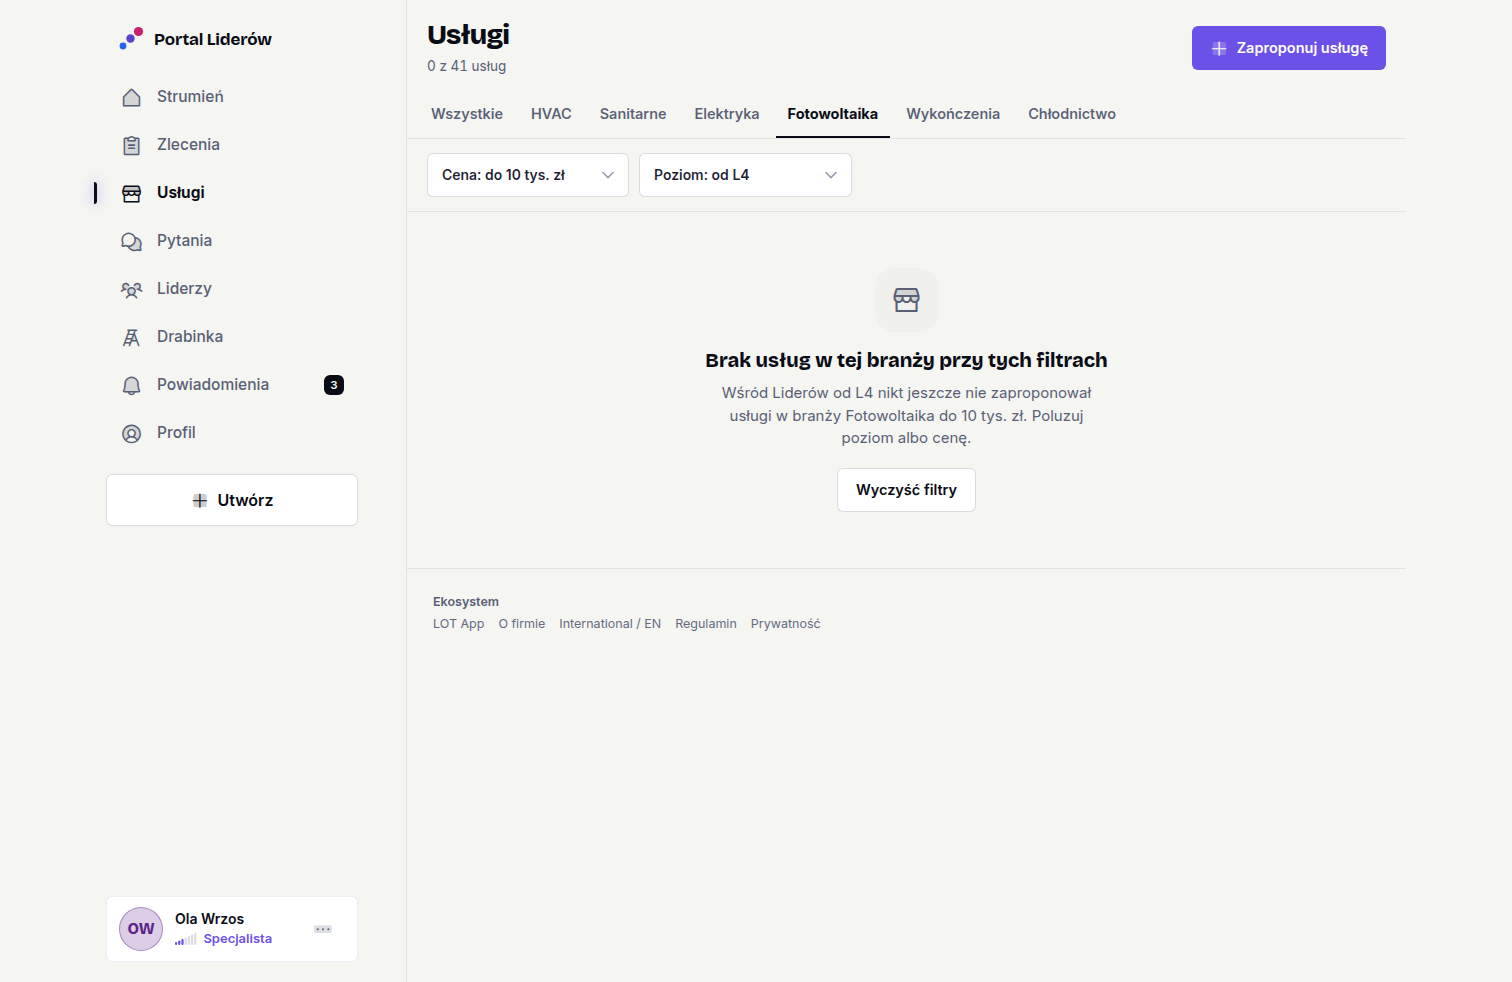 Portal Liderów
Strumień
Zlecenia
Usługi
Pytania
Liderzy
Drabinka
Powiadomienia 3
Profil
Utwórz
OW
Ola Wrzos
Specjalista
Usługi
0 z 41 usług
Zaproponuj usługę
Wszystkie HVAC Sanitarne Elektryka Fotowoltaika Wykończenia Chłodnictwo
Cena: do 10 tys. zł Poziom: od L4
Brak usług w tej branży przy tych filtrach
Wśród Liderów od L4 nikt jeszcze nie zaproponował
usługi w branży Fotowoltaika do 10 tys. zł. Poluzuj
poziom albo cenę.
Wyczyść filtry
Ekosystem
LOT App O firmie International / EN Regulamin Prywatność